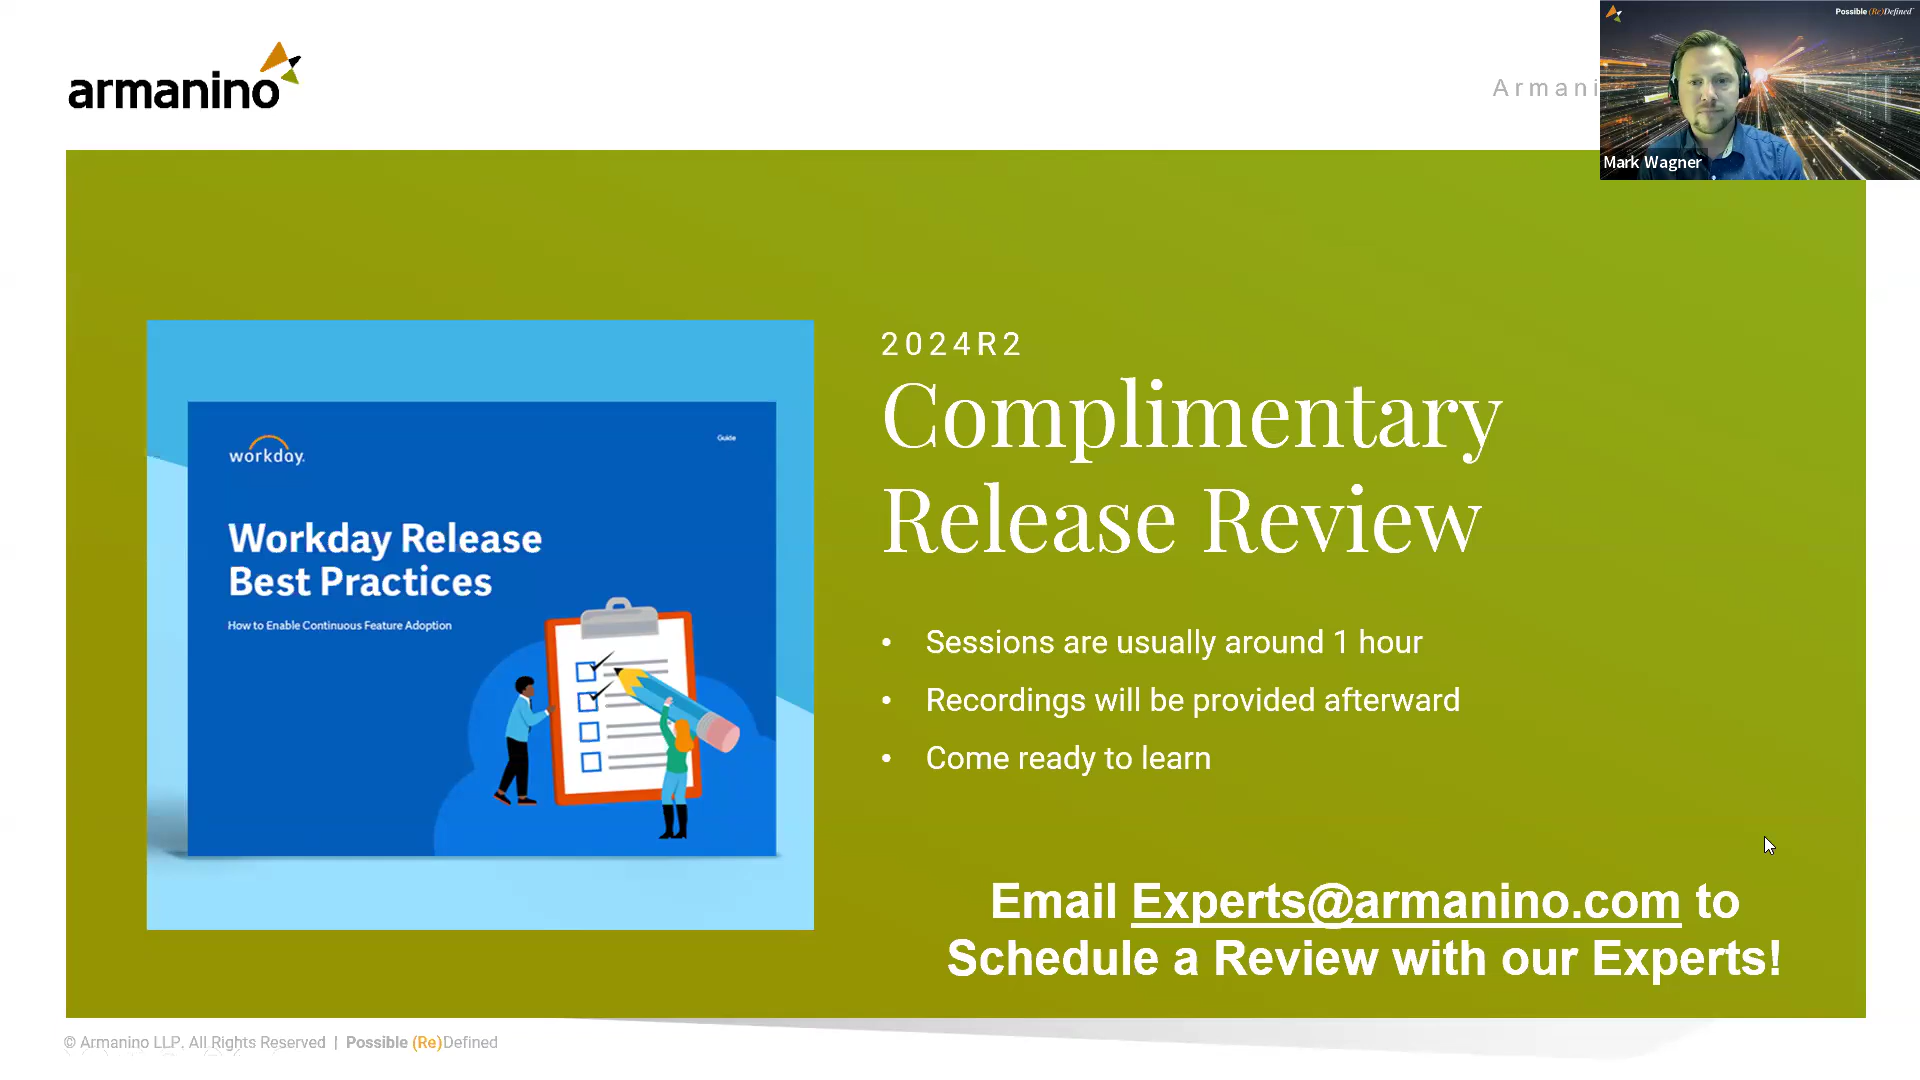 armanino
Armani
Possible (Re)Defined
Mark Wagner
workday.
Guide
Workday Release
Best Practices
How to Enable Continuous Feature Adoption
2024R2
Complimentary
Release Review
• Sessions are usually around 1 hour
• Recordings will be provided afterward
• Come ready to learn
Email Experts@armanino.com to
Schedule a Review with our Experts!
© Armanino LLP. All Rights Reserved | Possible (Re)Defined